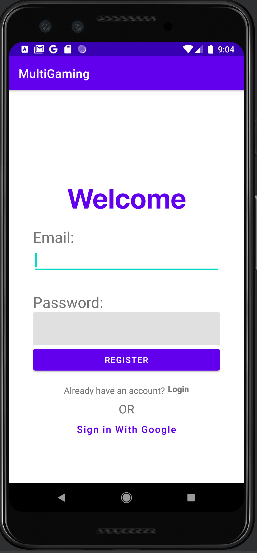 9:04
MultiGaming
Welcome
Email:
Password:
REGISTER
Already have an account? Login
OR
Sign in With Google